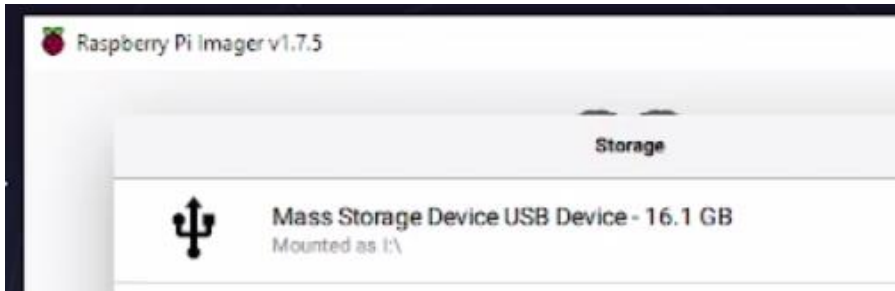 Raspberry Pi Imager v1.7.5
Storage
Mass Storage Device USB Device - 16.1 GB
Mounted as I:\